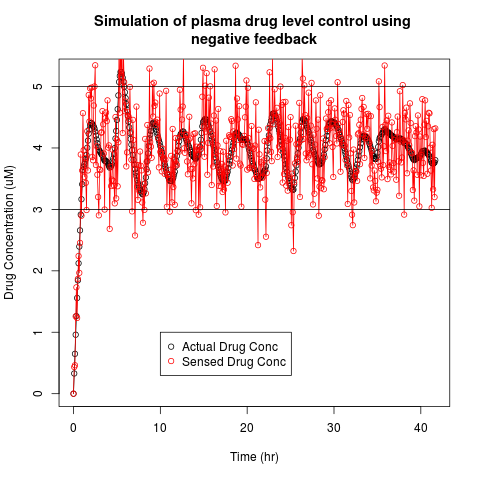 Simulation of plasma drug level control using
negative feedback
Drug Concentration (uM)
5
4
3
2
1
0
Actual Drug Conc
Sensed Drug Conc
0 10 20 30 40
Time (hr)